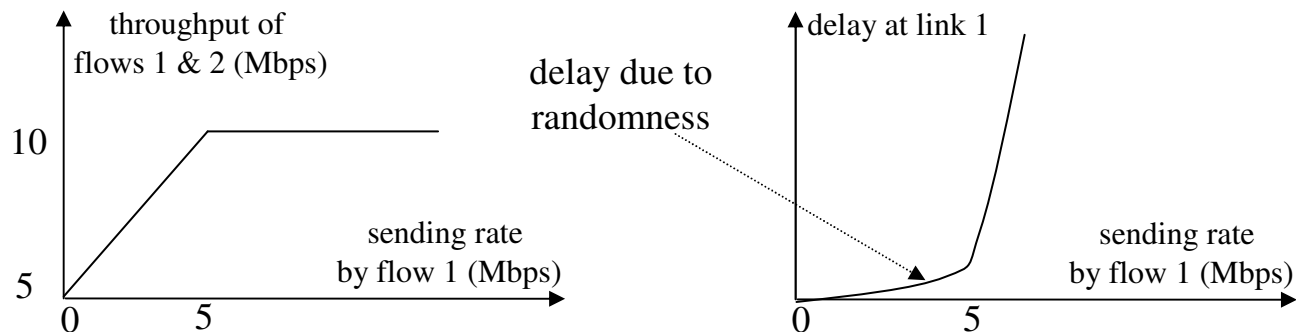 throughput of
flows 1 & 2 (Mbps)
10
5
0
5
sending rate
by flow 1 (Mbps)
delay due to
randomness
delay at link 1
0
5
sending rate
by flow 1 (Mbps)